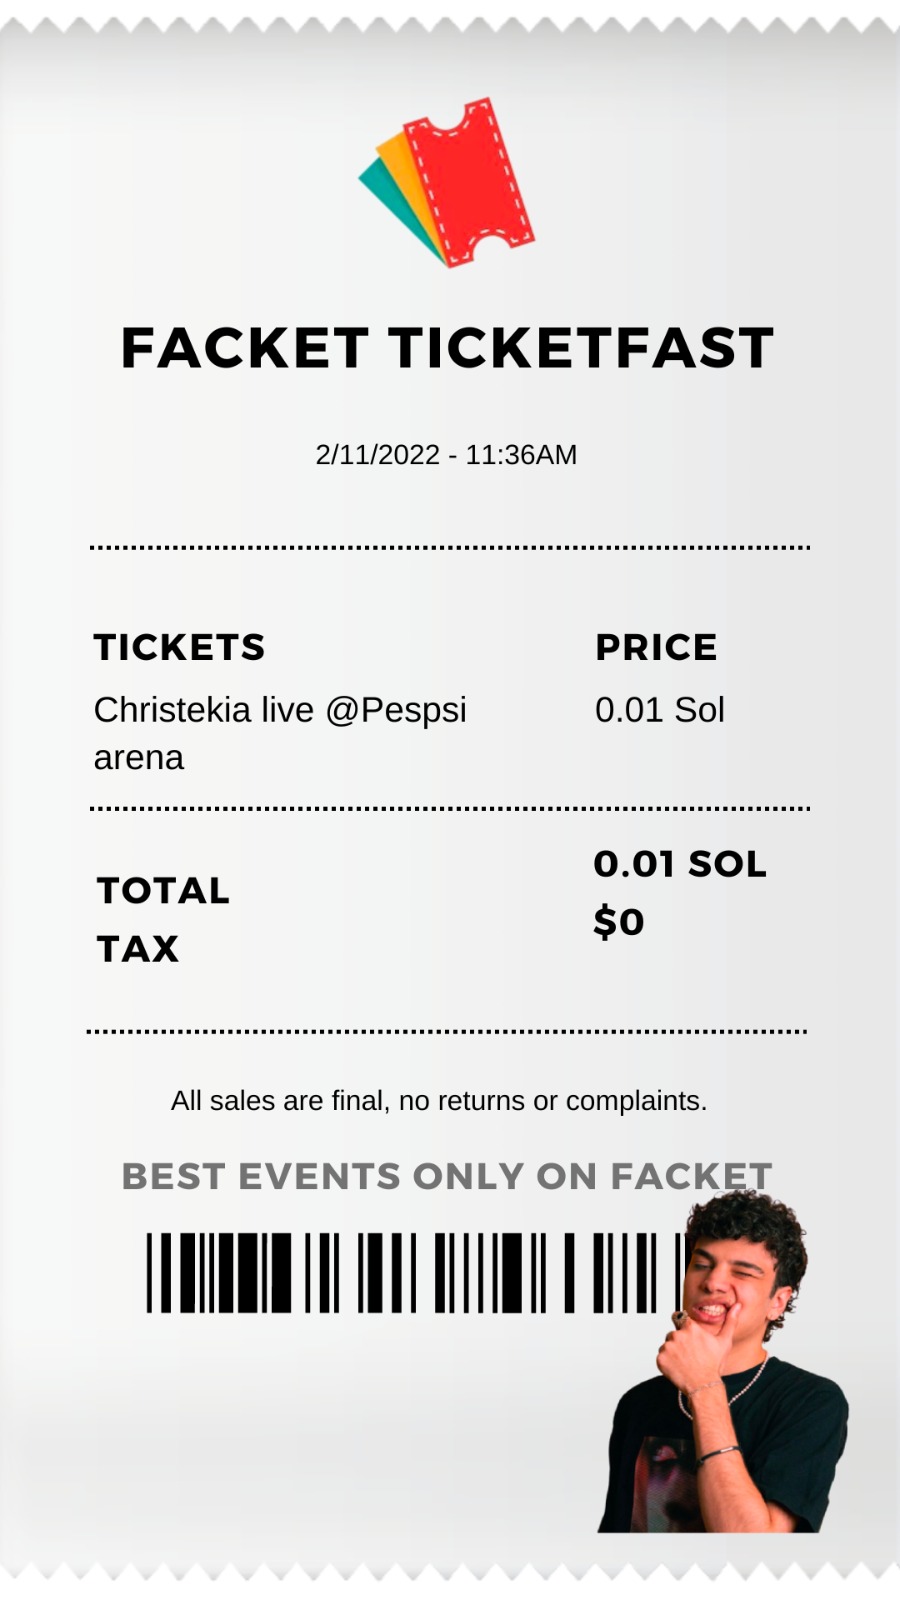 FACKET TICKETFAST
2/11/2022 - 11:36AM
TICKETS PRICE
Christekia live @Pespsi 0.01 Sol
arena
TOTAL 0.01 SOL
TAX $0
All sales are final, no returns or complaints.
BEST EVENTS ONLY ON FACKET